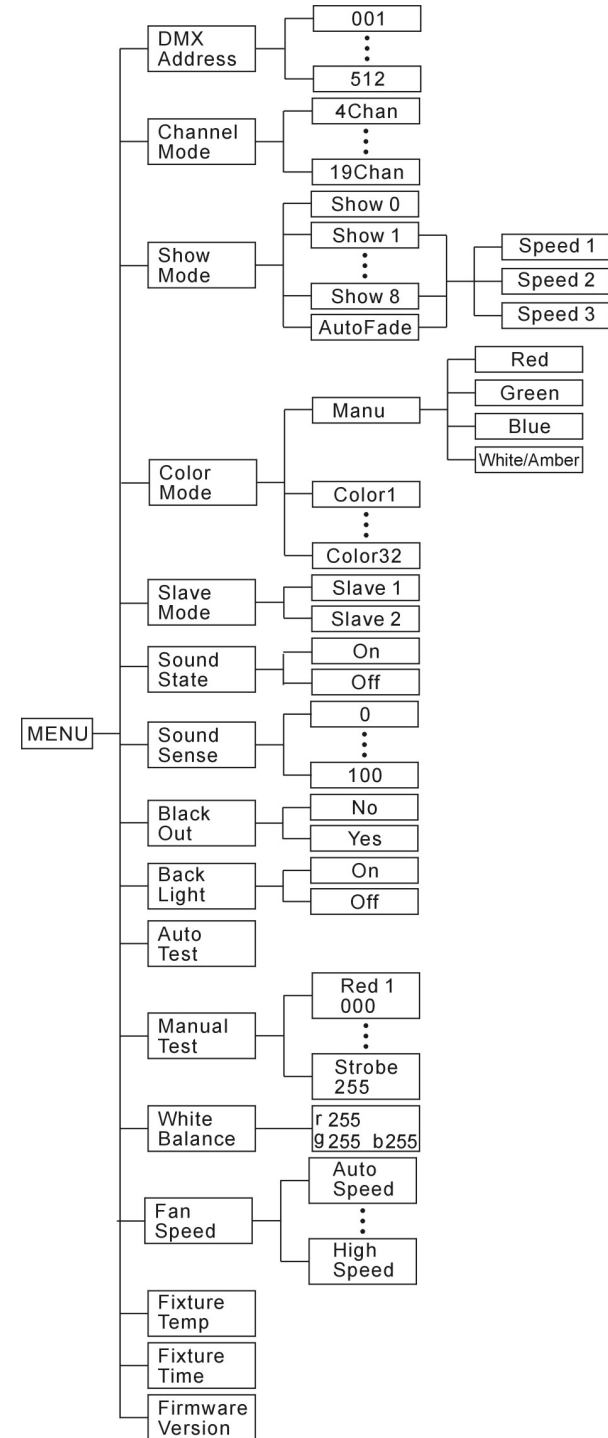 MENU
DMX
Address
001
512
Channel
Mode
4Chan
19Chan
Show
Mode
Show 0
Show 1
Show 8
AutoFade
Speed 1
Speed 2
Speed 3
Color
Mode
Manu
Red
Green
Blue
White/Amber
Color1
Color32
Slave
Mode
Slave 1
Slave 2
Sound
State
On
Off
Sound
Sense
0
100
Black
Out
No
Yes
Back
Light
On
Off
Auto
Test
Manual
Test
Red 1
000
Strobe
255
White
Balance
r 255
g 255 b255
Fan
Speed
Auto
Speed
High
Speed
Fixture
Temp
Fixture
Time
Firmware
Version